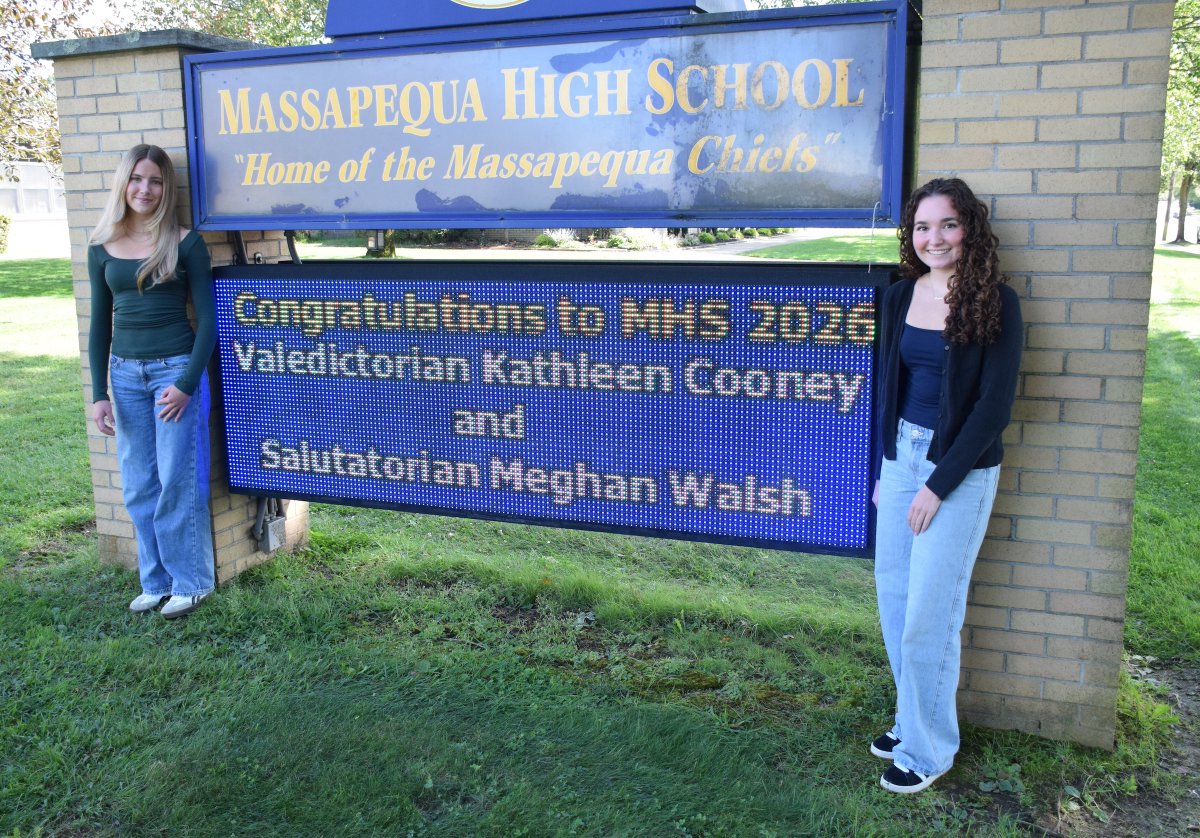 MASSAPEQUA HIGH SCHOOL
"Home of the Massapequa Chiefs"
Congratulations to MHS 2026
Valedictorian Kathleen Cooney
and
Salutatorian Meghan Walsh